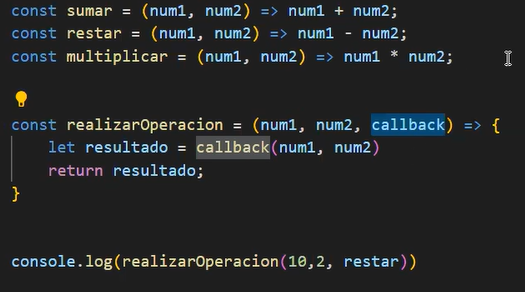 const sumar = (num1, num2) => num1 + num2;
const restar = (num1, num2) => num1 - num2;
const multiplicar = (num1, num2) => num1 * num2;
const realizarOperacion = (num1, num2, callback) => {
    let resultado = callback(num1, num2)
    return resultado;
}
console.log(realizarOperacion(10,2, restar))